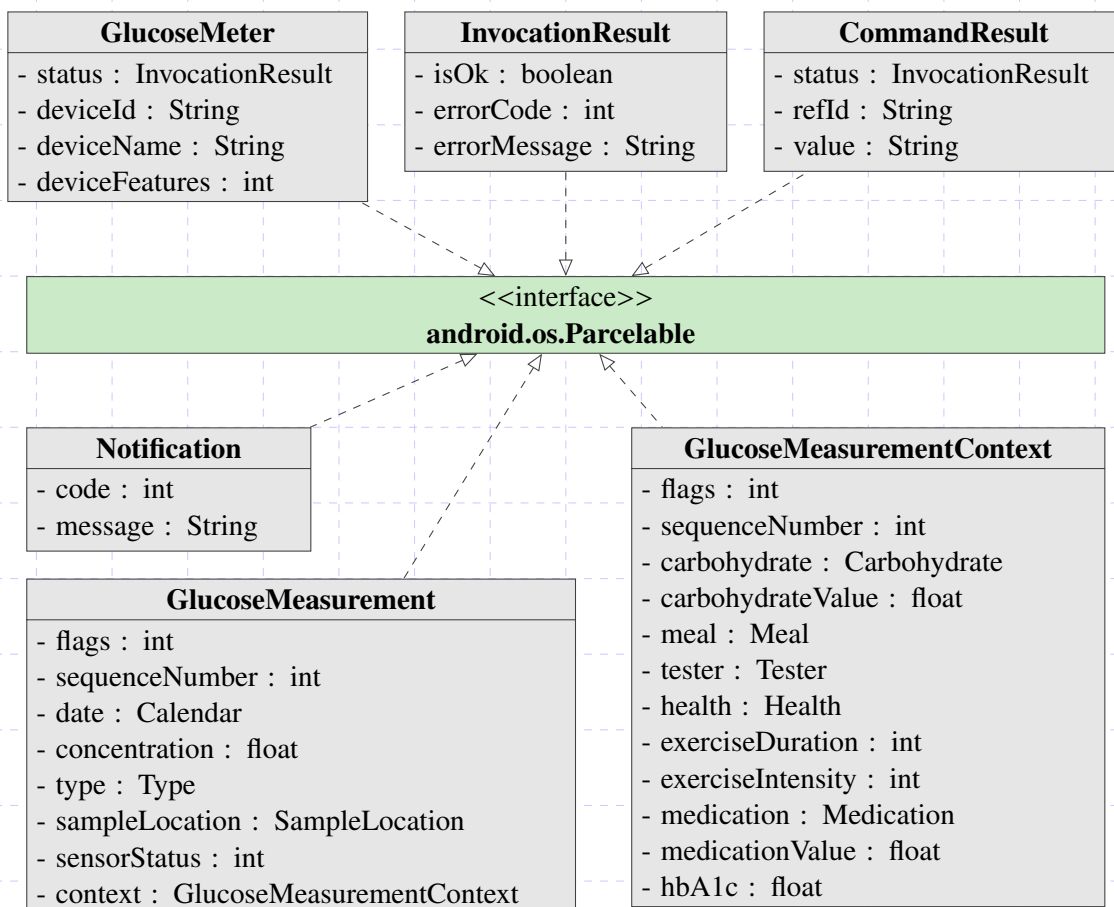 GlucoseMeter
- status : InvocationResult
- deviceId : String
- deviceName : String
- deviceFeatures : int
InvocationResult
- isOk : boolean
- errorCode : int
- errorMessage : String
CommandResult
- status : InvocationResult
- refId : String
- value : String
<<interface>>
android.os.Parcelable
Notification
- code : int
- message : String
GlucoseMeasurement
- flags : int
- sequenceNumber : int
- date : Calendar
- concentration : float
- type : Type
- sampleLocation : SampleLocation
- sensorStatus : int
- context : GlucoseMeasurementContext
GlucoseMeasurementContext
- flags : int
- sequenceNumber : int
- carbohydrate : Carbohydrate
- carbohydrateValue : float
- meal : Meal
- tester : Tester
- health : Health
- exerciseDuration : int
- exerciseIntensity : int
- medication : Medication
- medicationValue : float
- hbA1c : float